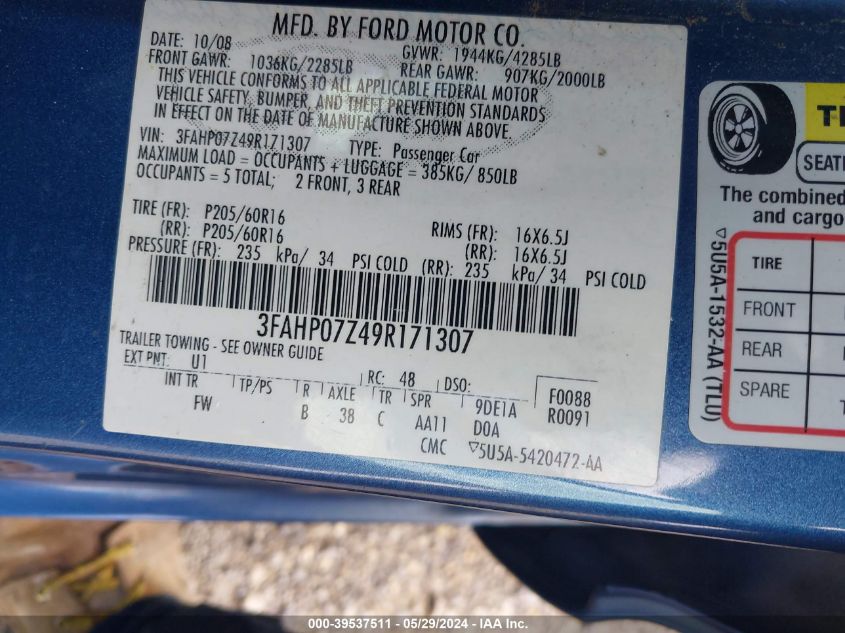 MFD. BY FORD MOTOR CO.
DATE: 10/08 GVWR: 1944KG/4285LB
FRONT GAWR: 1036KG/2285LB REAR GAWR: 907KG/2000LB
THIS VEHICLE CONFORMS TO ALL APPLICABLE FEDERAL MOTOR
VEHICLE SAFETY, BUMPER, AND THEFT PREVENTION STANDARDS
IN EFFECT ON THE DATE OF MANUFACTURE SHOWN ABOVE.
VIN: 3FAHP07Z49R171307 TYPE: Passenger Car
MAXIMUM LOAD = OCCUPANTS + LUGGAGE = 385KG/ 850LB
OCCUPANTS = 5 TOTAL; 2 FRONT, 3 REAR
TIRE (FR): P205/60R16 RIMS (FR): 16X6.5J
(RR): P205/60R16 (RR): 16X6.5J
PRESSURE (FR): 235 kPa/ 34 PSI COLD (RR): 235 kPa/ 34 PSI COLD
3FAHP07Z49R171307
TRAILER TOWING - SEE OWNER GUIDE
EXT PNT: U1 RC: 48 DSO: F0088
INT TR TP/PS R AXLE TR SPR 9DE1A R0091
FW B 38 C AA11 D0A
CMC 5U5A-5420472-AA
SEATI
The combined
and cargo
TIRE
FRONT
REAR
SPARE
5U5A-1532-AA (TLU)
000-39537511 - 05/29/2024 - IAA Inc.